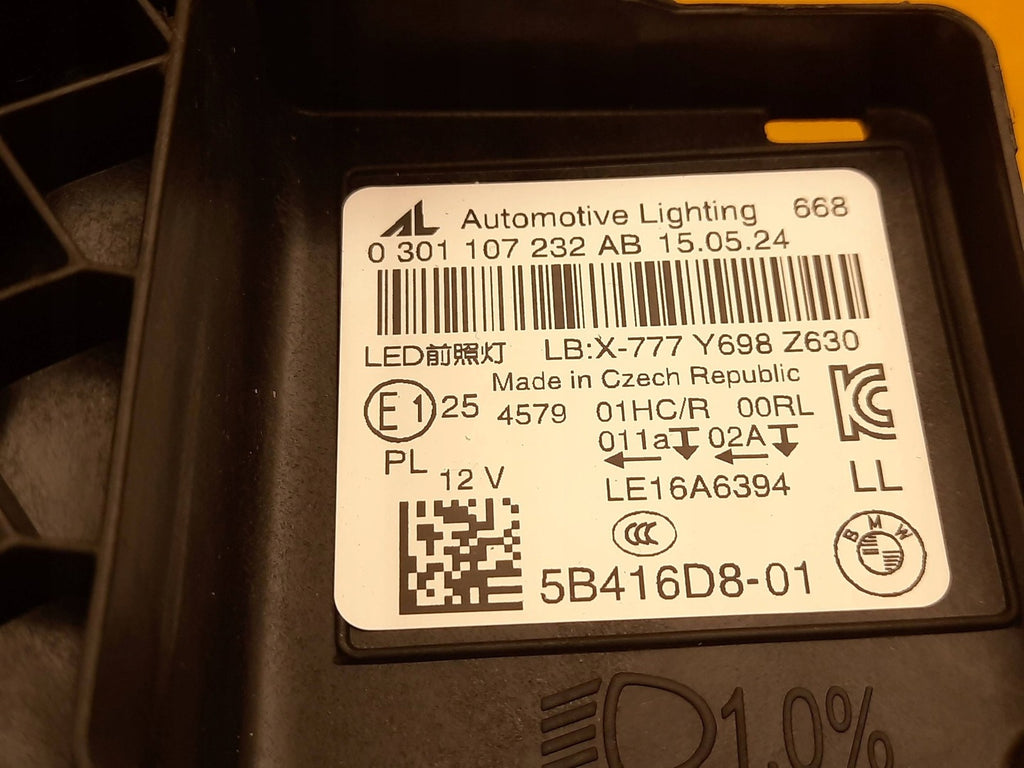 AL Automotive Lighting 668
0 301 107 232 AB 15.05.24
LED前照灯 LB:X-777 Y698 Z630
Made in Czech Republic
E1 25 4579 01HC/R 00RL
011a 02A
PL 12 V LE16A6394 LL
CCC
BMW
5B416D8-01
1.0%